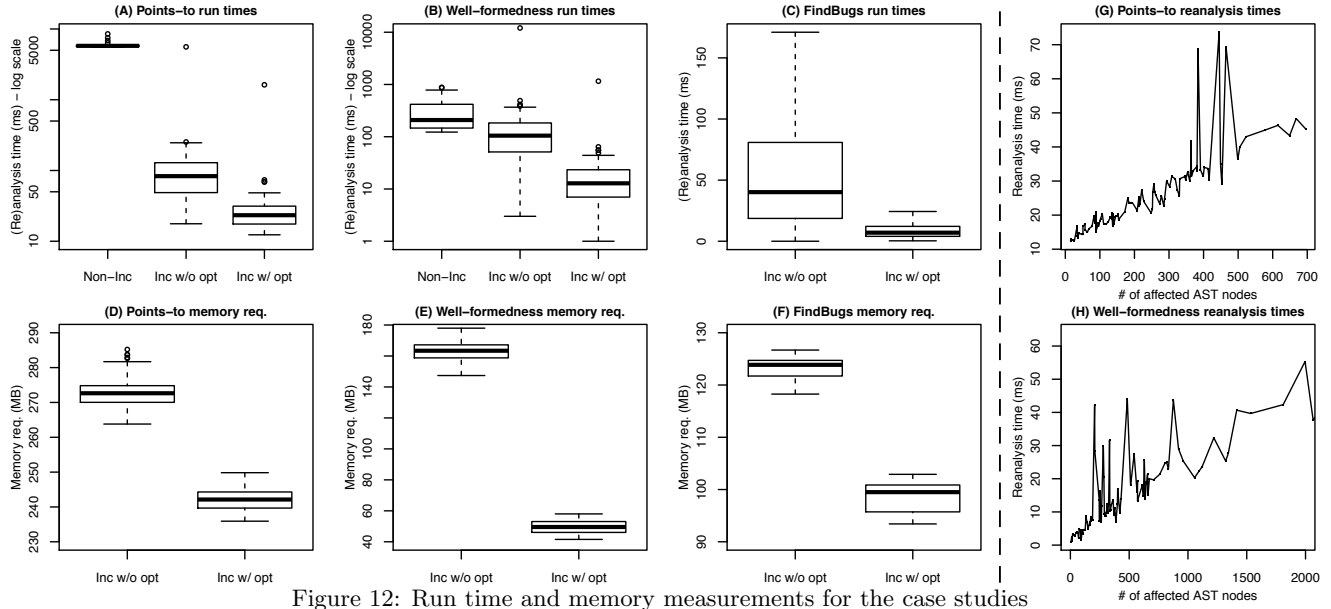 (A) Points−to run times
(Re)analysis time (ms) − log scale
5000
500
50
10
Non−Inc Inc w/o opt Inc w/ opt
(B) Well−formedness run times
(Re)analysis time (ms) − log scale
10000
1000
100
10
1
Non−Inc Inc w/o opt Inc w/ opt
(C) FindBugs run times
(Re)analysis time (ms)
150
100
50
0
Inc w/o opt Inc w/ opt
(G) Points−to reanalysis times
Reanalysis time (ms)
70
60
50
40
30
20
10
0 100 200 300 400 500 600 700
# of affected AST nodes
(D) Points−to memory req.
Memory req. (MB)
290
280
270
260
250
240
230
Inc w/o opt Inc w/ opt
(E) Well−formedness memory req.
Memory req. (MB)
180
140
100
80
60
40
Inc w/o opt Inc w/ opt
(F) FindBugs memory req.
Memory req. (MB)
130
120
110
100
90
Inc w/o opt Inc w/ opt
(H) Well−formedness reanalysis times
Reanalysis time (ms)
60
50
40
30
20
10
0
0 500 1000 1500 2000
# of affected AST nodes
Figure 12: Run time and memory measurements for the case studies